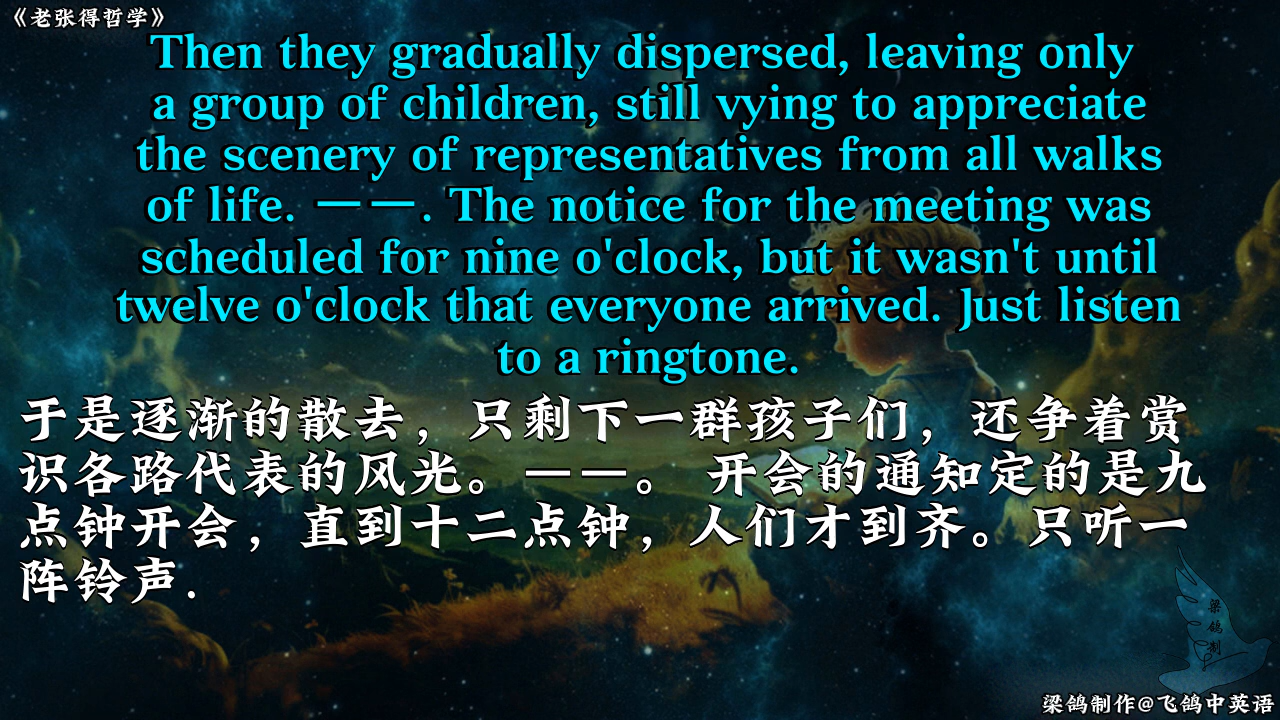 《老张得哲学》
Then they gradually dispersed, leaving only
a group of children, still vying to appreciate
the scenery of representatives from all walks
of life. ——. The notice for the meeting was
scheduled for nine o'clock, but it wasn't until
twelve o'clock that everyone arrived. Just listen
to a ringtone.
于是逐渐的散去，只剩下一群孩子们，还争着赏
识各路代表的风光。——。 开会的通知定的是九
点钟开会，直到十二点钟，人们才到齐。只听一
阵铃声.
梁鸽制
梁鸽制作@飞鸽中英语